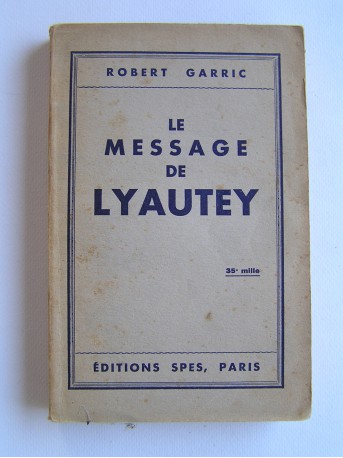 ROBERT GARRIC
LE
MESSAGE
DE
LYAUTEY
35e mille
ÉDITIONS SPES, PARIS